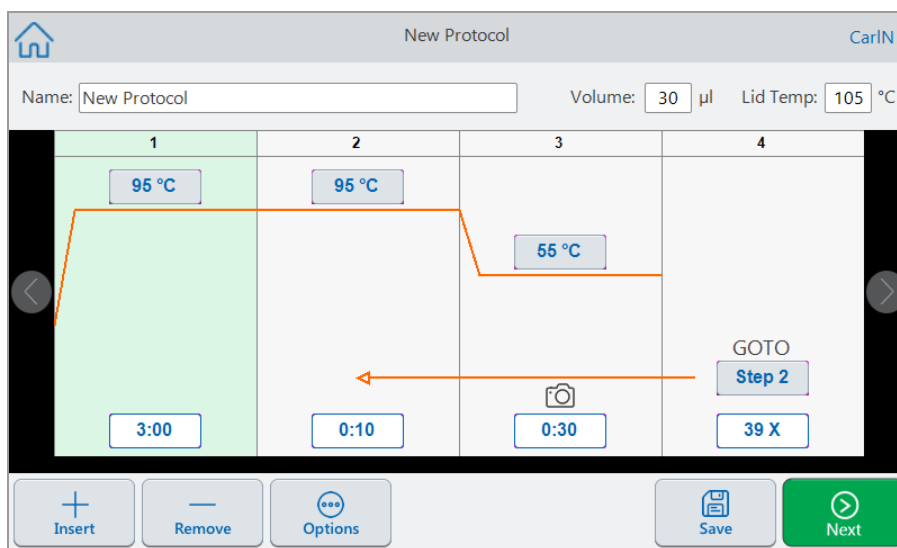 New Protocol
CarlN
Name: New Protocol
Volume: 30 µl
Lid Temp: 105 °C
1 2 3 4
95 °C 95 °C
55 °C
GOTO
Step 2
3:00 0:10 0:30 39 X
Insert Remove Options Save Next